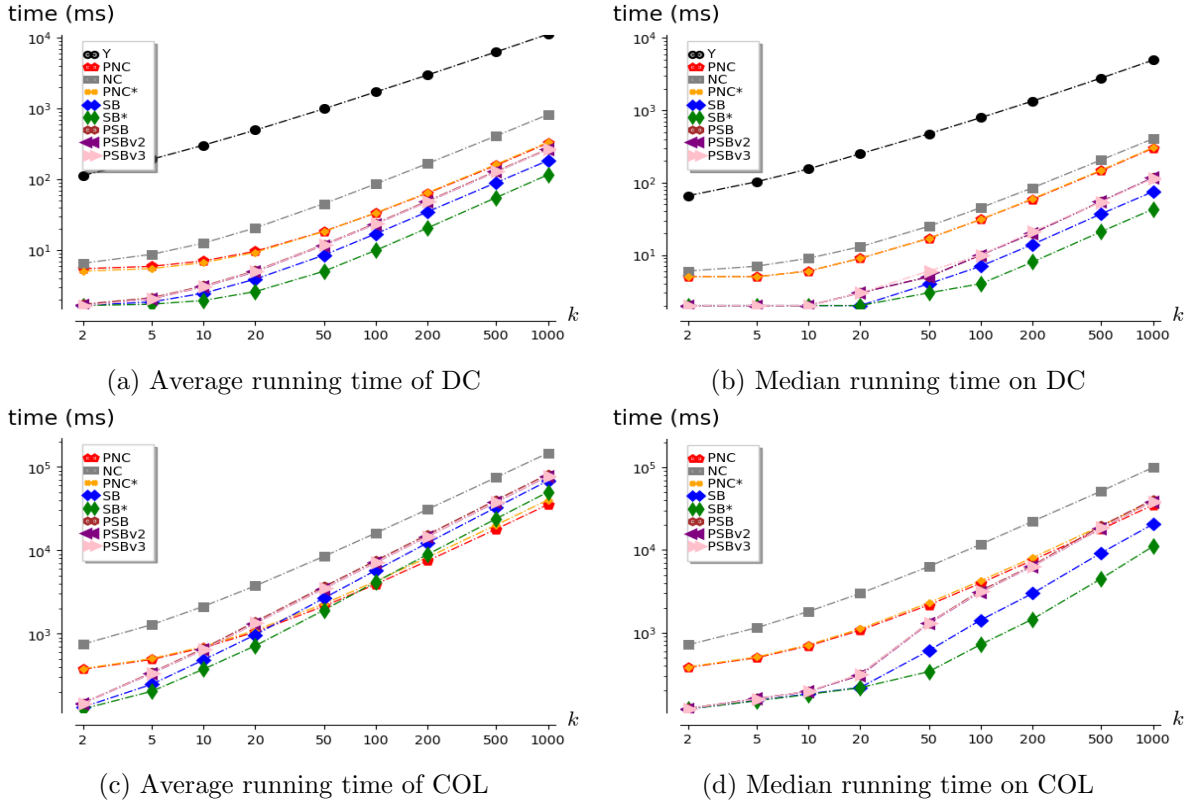 time (ms)
10^4
10^3
10^2
10^1
Y
PNC
NC
PNC*
SB
SB*
PSB
PSBv2
PSBv3
2 5 10 20 50 100 200 500 1000 k
(a) Average running time of DC
time (ms)
10^4
10^3
10^2
10^1
Y
PNC
NC
PNC*
SB
SB*
PSB
PSBv2
PSBv3
2 5 10 20 50 100 200 500 1000 k
(b) Median running time on DC
time (ms)
10^5
10^4
10^3
PNC
NC
PNC*
SB
SB*
PSB
PSBv2
PSBv3
2 5 10 20 50 100 200 500 1000 k
(c) Average running time of COL
time (ms)
10^5
10^4
10^3
PNC
NC
PNC*
SB
SB*
PSB
PSBv2
PSBv3
2 5 10 20 50 100 200 500 1000 k
(d) Median running time on COL